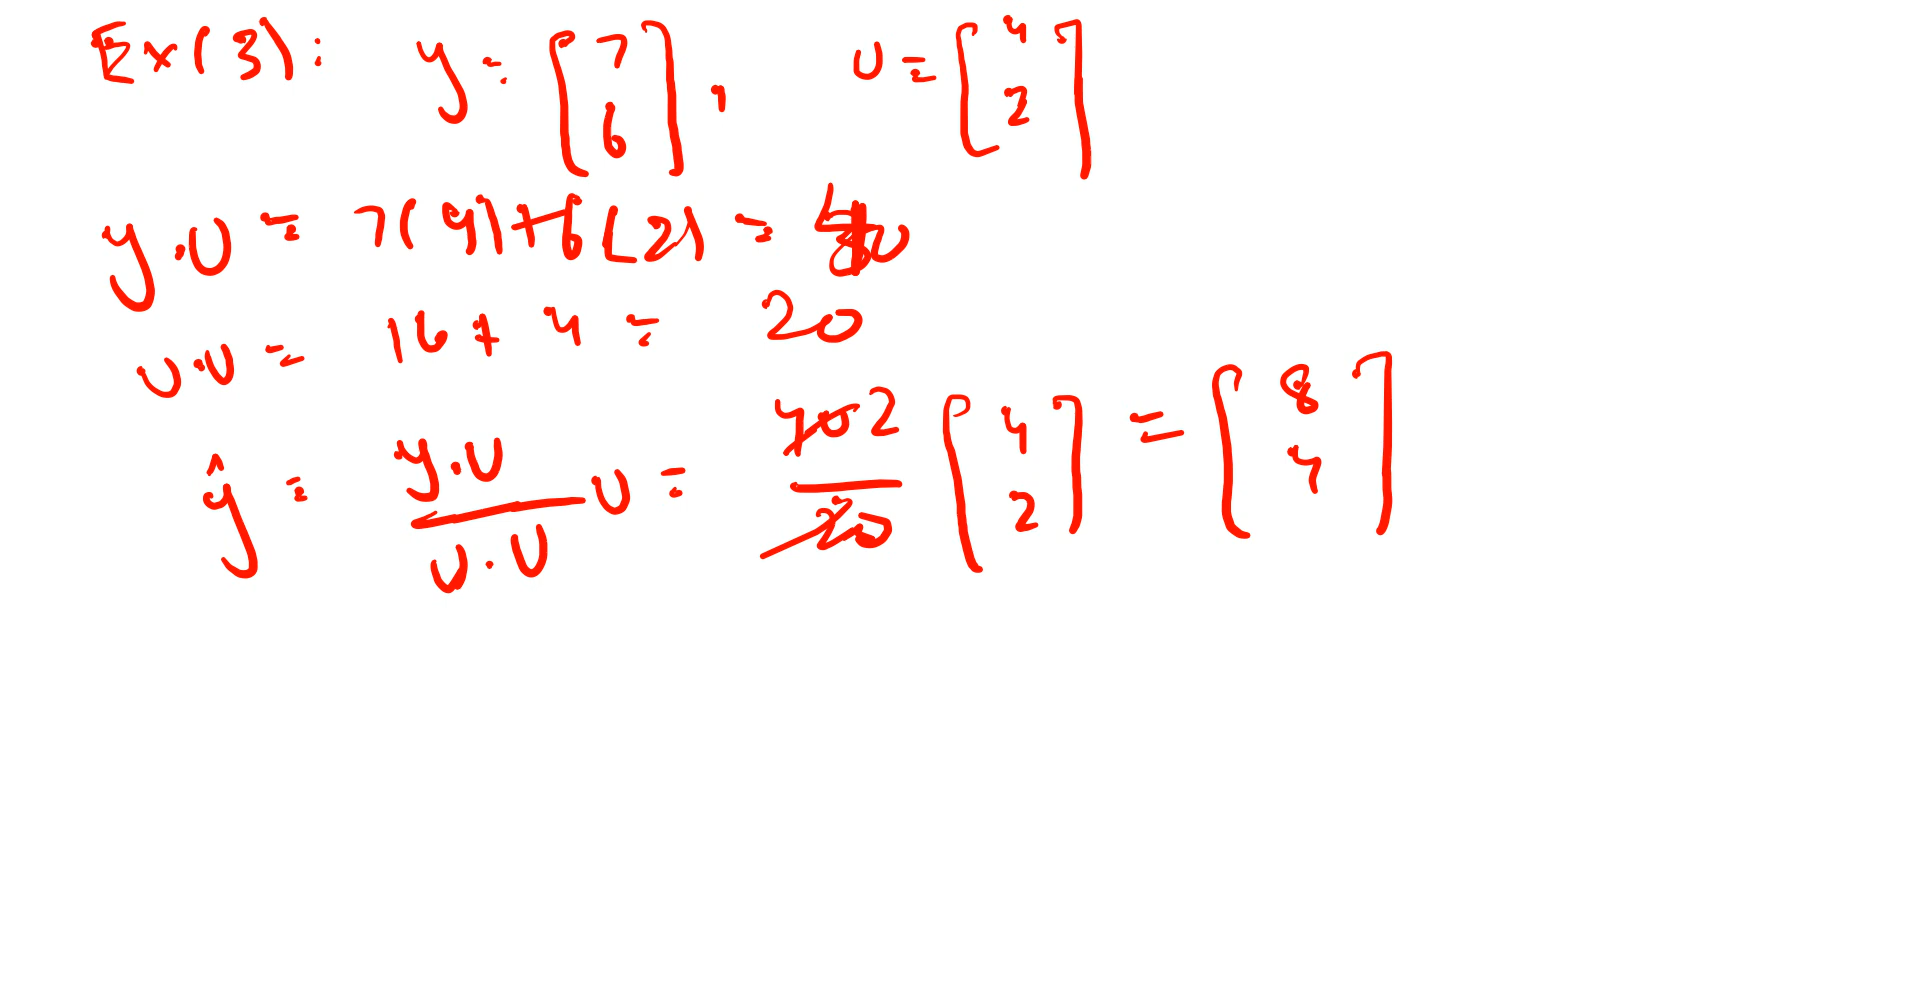 Ex(3): y = [7 6], u = [4 2]
y·u = 7(4)+6(2) = 40
u·u = 16+4 = 20
ŷ = y·u / u·u u = 40 2 / 20 [4 2] = [8 4]